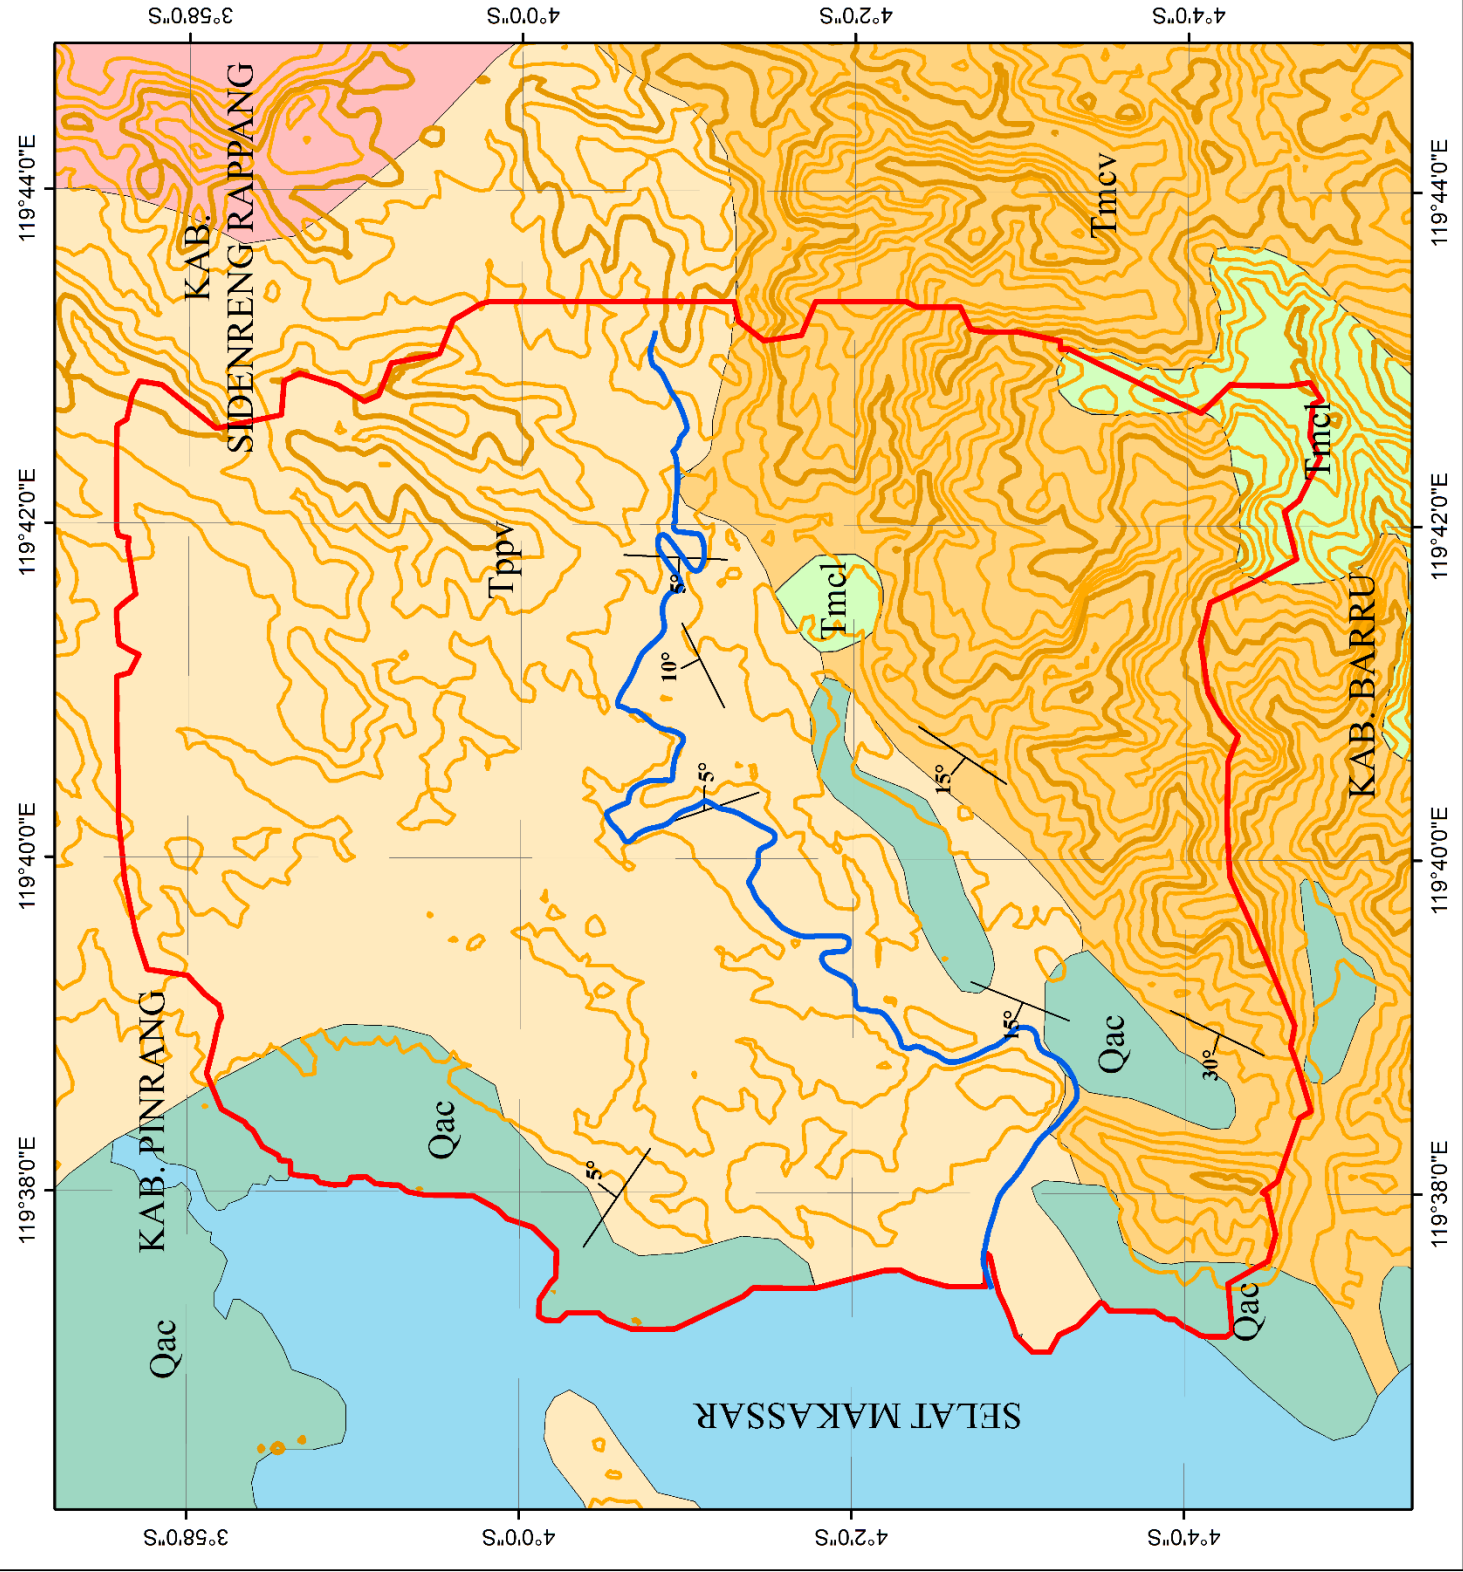 3°58'0"S
4°0'0"S
4°2'0"S
4°4'0"S
119°44'0"E
119°44'0"E
KAB.
SIDENRENG RAPPANG
Tmcv
119°42'0"E
119°42'0"E
Tppv
Tmcl
Tmcl
5°
10°
KAB. BARRU
15°
5°
119°40'0"E
119°40'0"E
KAB. PINRANG
15°
30°
Qac
Qac
5°
119°38'0"E
119°38'0"E
Qac
Qac
SELAT MAKASSAR
3°58'0"S
4°0'0"S
4°2'0"S
4°4'0"S